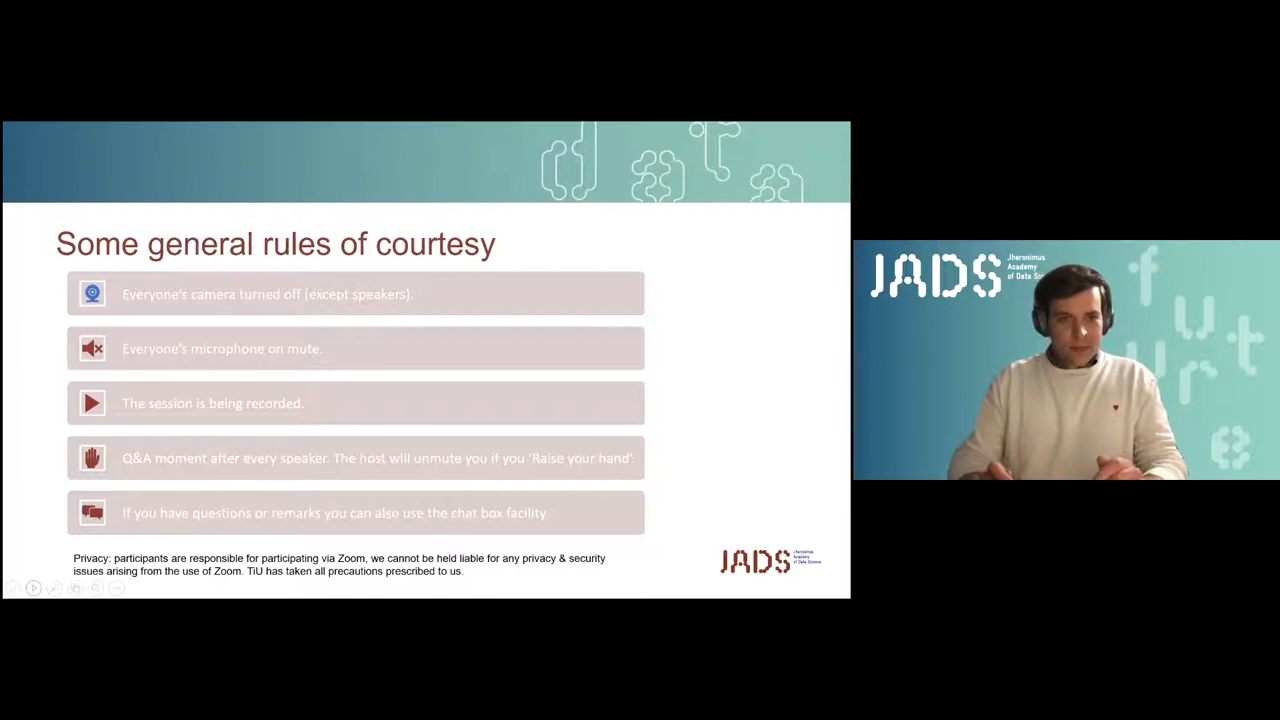 data
Some general rules of courtesy
Everyone's camera turned off (except speakers).
Everyone's microphone on mute.
The session is being recorded.
Q&A moment after every speaker. The host will unmute you if you 'Raise your hand'.
If you have questions or remarks you can also use the chat box facility
Privacy: participants are responsible for participating via Zoom, we cannot be held liable for any privacy & security
issues arising from the use of Zoom. TiU has taken all precautions prescribed to us.
JADS
Jheronimus
Academy
of Data Science
JADS
Jheronimus
Academy
of Data Sc
future